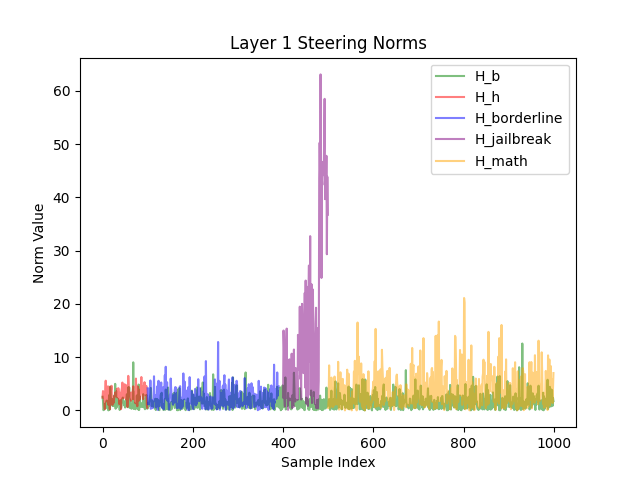 Layer 1 Steering Norms
H_b
H_h
H_borderline
H_jailbreak
H_math
Norm Value
60
50
40
30
20
10
0
0 200 400 600 800 1000
Sample Index